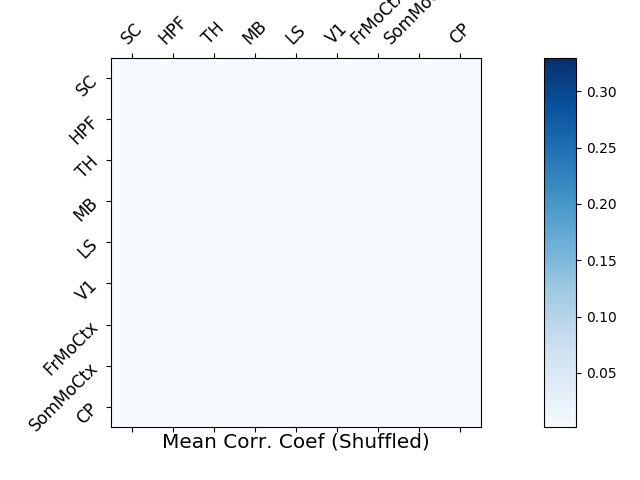 SC HPF TH MB LS V1 FrMoCtx SomMoCtx CP
SC
HPF
TH
MB
LS
V1
FrMoCtx
SomMoCtx
CP
0.30
0.25
0.20
0.15
0.10
0.05
Mean Corr. Coef (Shuffled)